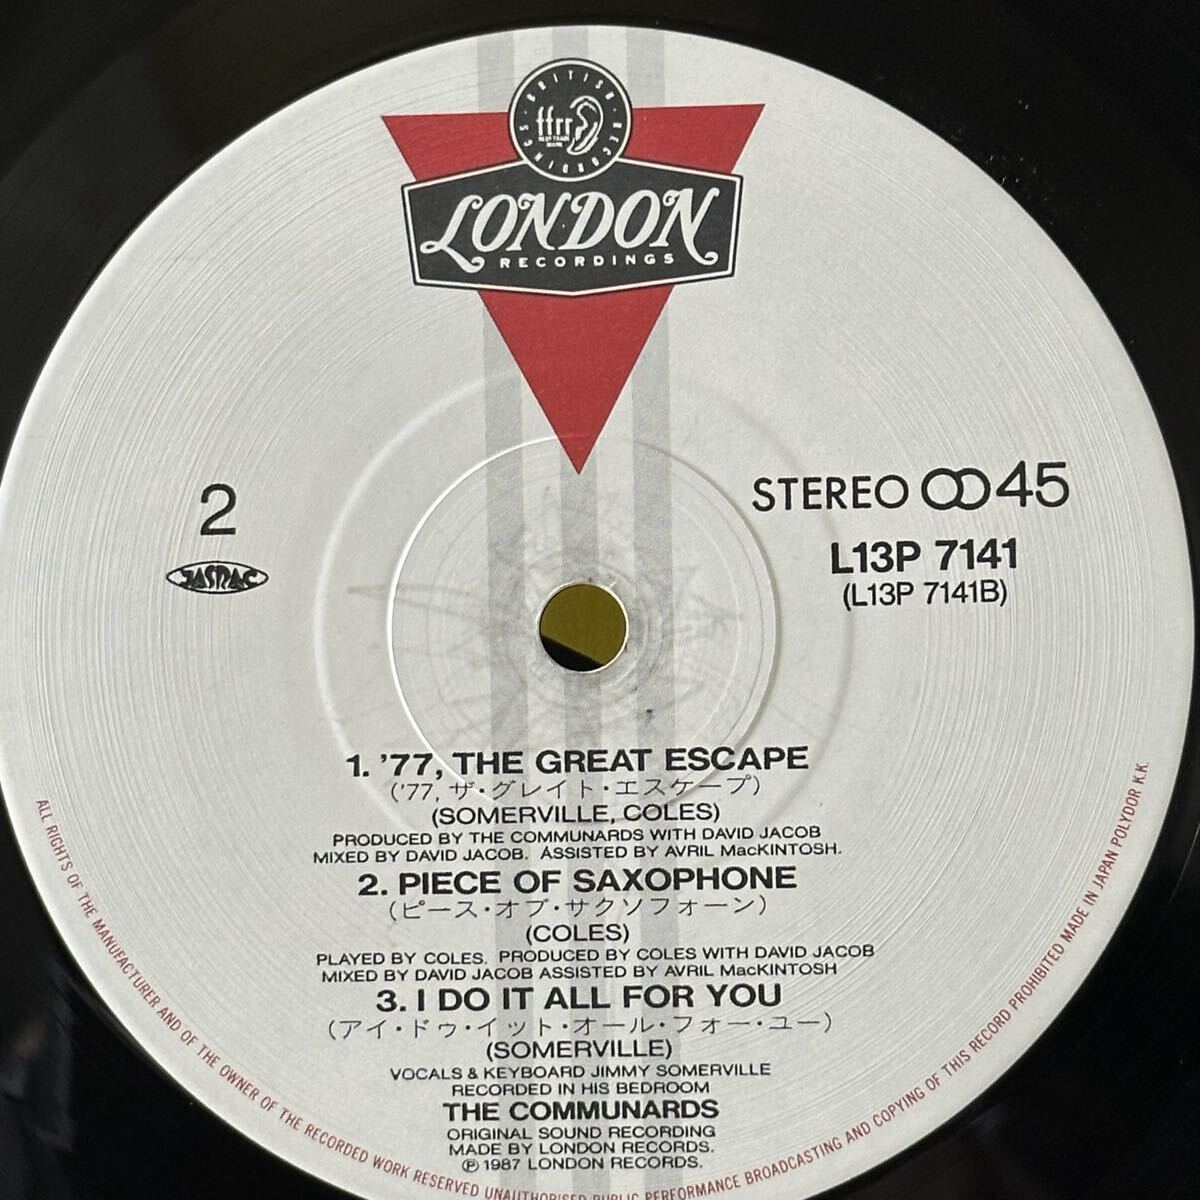 BRITISH · RECORDINGS ·
ffrr
LONDON
RECORDINGS
2
JASRAC
STEREO 45
L13P 7141
(L13P 7141B)
1. '77, THE GREAT ESCAPE
('77, ザ・グレイト・エスケープ)
(SOMERVILLE, COLES)
PRODUCED BY THE COMMUNARDS WITH DAVID JACOB
MIXED BY DAVID JACOB. ASSISTED BY AVRIL MacKINTOSH.
2. PIECE OF SAXOPHONE
(ピース・オブ・サクソフォーン)
(COLES)
PLAYED BY COLES. PRODUCED BY COLES WITH DAVID JACOB
MIXED BY DAVID JACOB ASSISTED BY AVRIL MacKINTOSH
3. I DO IT ALL FOR YOU
(アイ・ドゥ・イット・オール・フォー・ユー)
(SOMERVILLE)
VOCALS & KEYBOARD JIMMY SOMERVILLE
RECORDED IN HIS BEDROOM
THE COMMUNARDS
ORIGINAL SOUND RECORDING
MADE BY LONDON RECORDS.
℗ 1987 LONDON RECORDS.
ALL RIGHTS OF THE MANUFACTURER AND OF THE OWNER OF THE RECORDED WORK RESERVED UNAUTHORISED PUBLIC PERFORMANCE BROADCASTING AND COPYING OF THIS RECORD PROHIBITED MADE IN JAPAN POLYDOR K.K.